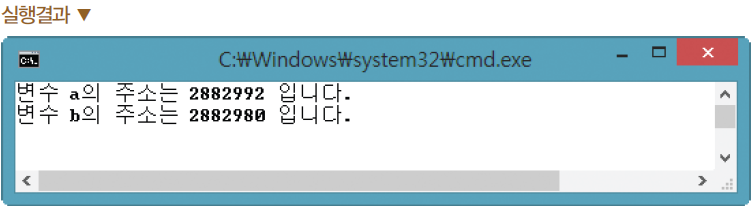 실행결과 ▼
C:₩Windows₩system32₩cmd.exe
변수 a의 주소는 2882992 입니다.
변수 b의 주소는 2882980 입니다.